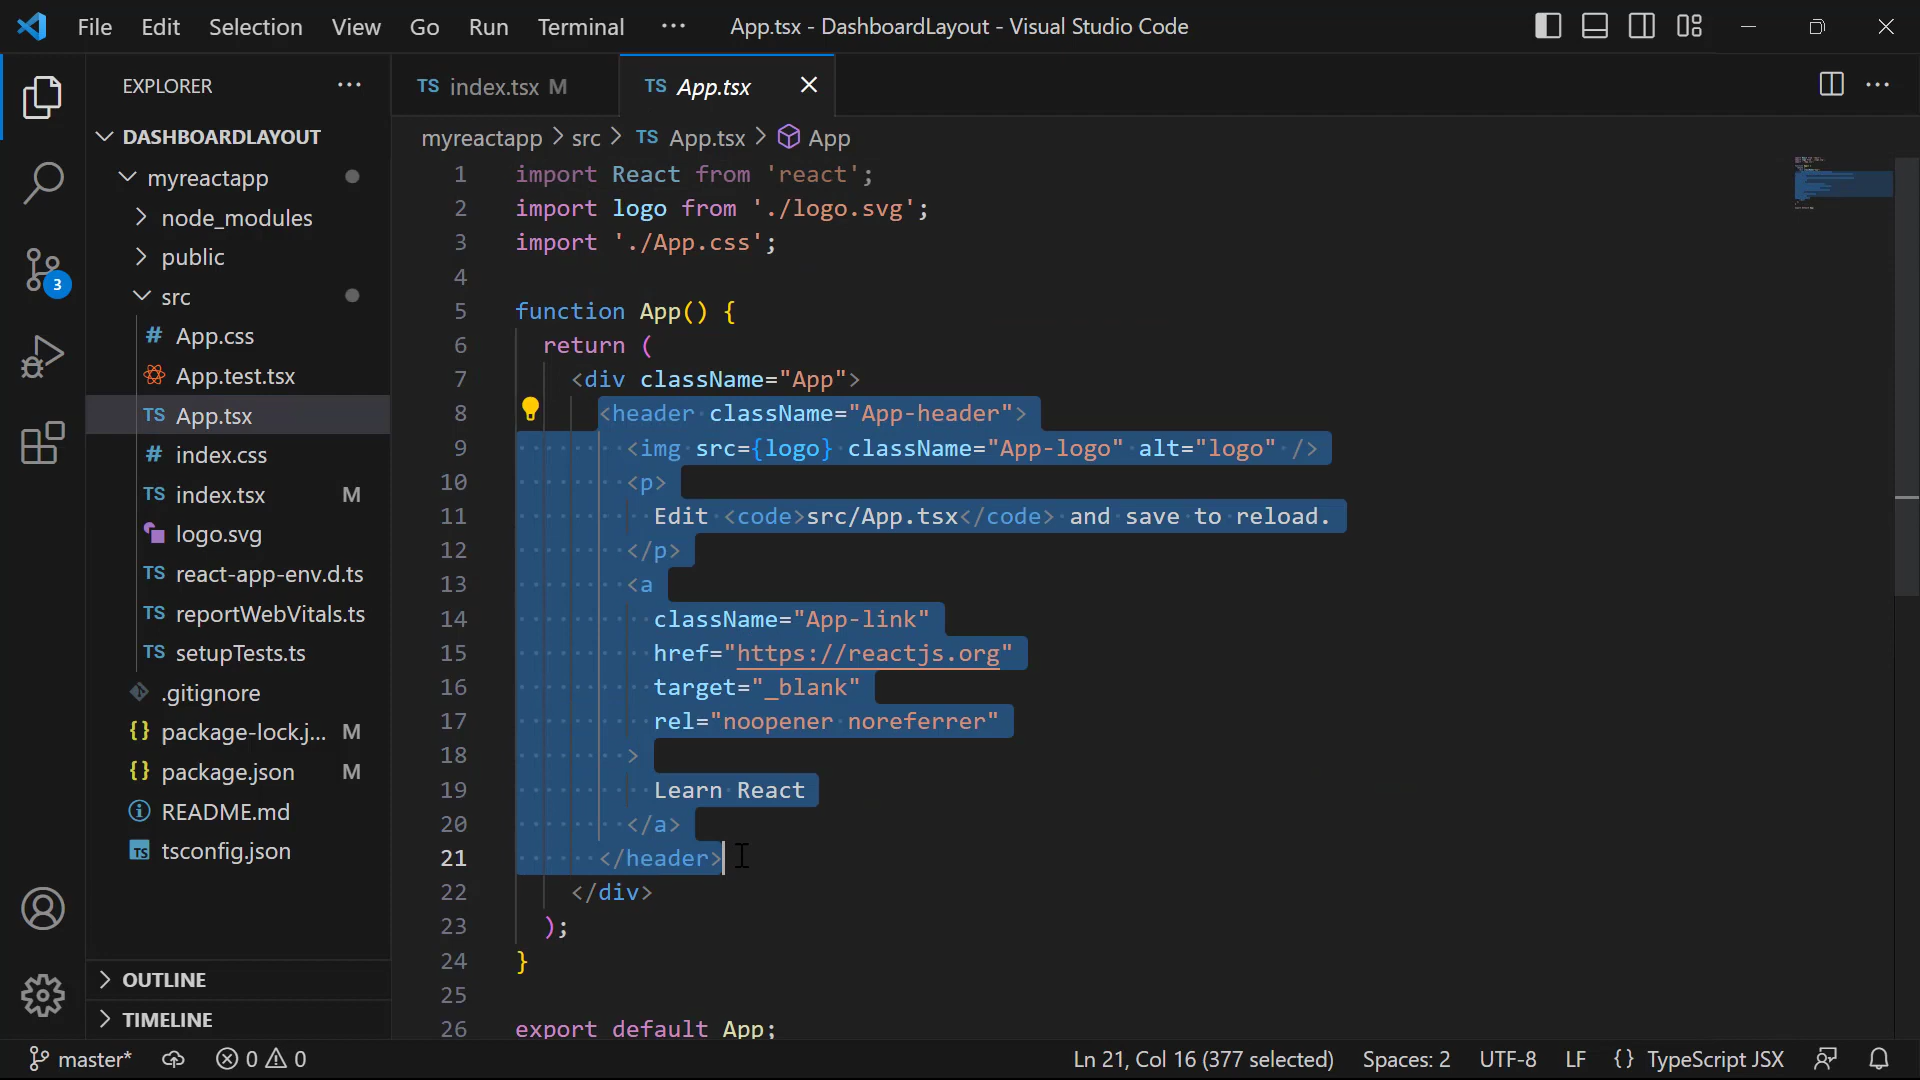 File Edit Selection View Go Run Terminal ··· App.tsx - DashboardLayout - Visual Studio Code
EXPLORER ···
DASHBOARDLAYOUT
myreactapp
node_modules
public
src
# App.css
App.test.tsx
TS App.tsx
# index.css
TS index.tsx M
logo.svg
TS react-app-env.d.ts
TS reportWebVitals.ts
TS setupTests.ts
.gitignore
{} package-lock.j... M
{} package.json M
README.md
TS tsconfig.json
OUTLINE
TIMELINE
3
TS index.tsx M
TS App.tsx
myreactapp > src > TS App.tsx > App
1 import React from 'react';
2 import logo from './logo.svg';
3 import './App.css';
4
5 function App() {
6 return (
7 <div className="App">
8 <header className="App-header">
9 <img src={logo} className="App-logo" alt="logo" />
10 <p>
11 Edit <code>src/App.tsx</code> and save to reload.
12 </p>
13 <a
14 className="App-link"
15 href="https://reactjs.org"
16 target="_blank"
17 rel="noopener noreferrer"
18 >
19 Learn React
20 </a>
21 </header>
22 </div>
23 );
24 }
25
26 export default App;
master* 0 0 Ln 21, Col 16 (377 selected) Spaces: 2 UTF-8 LF {} TypeScript JSX